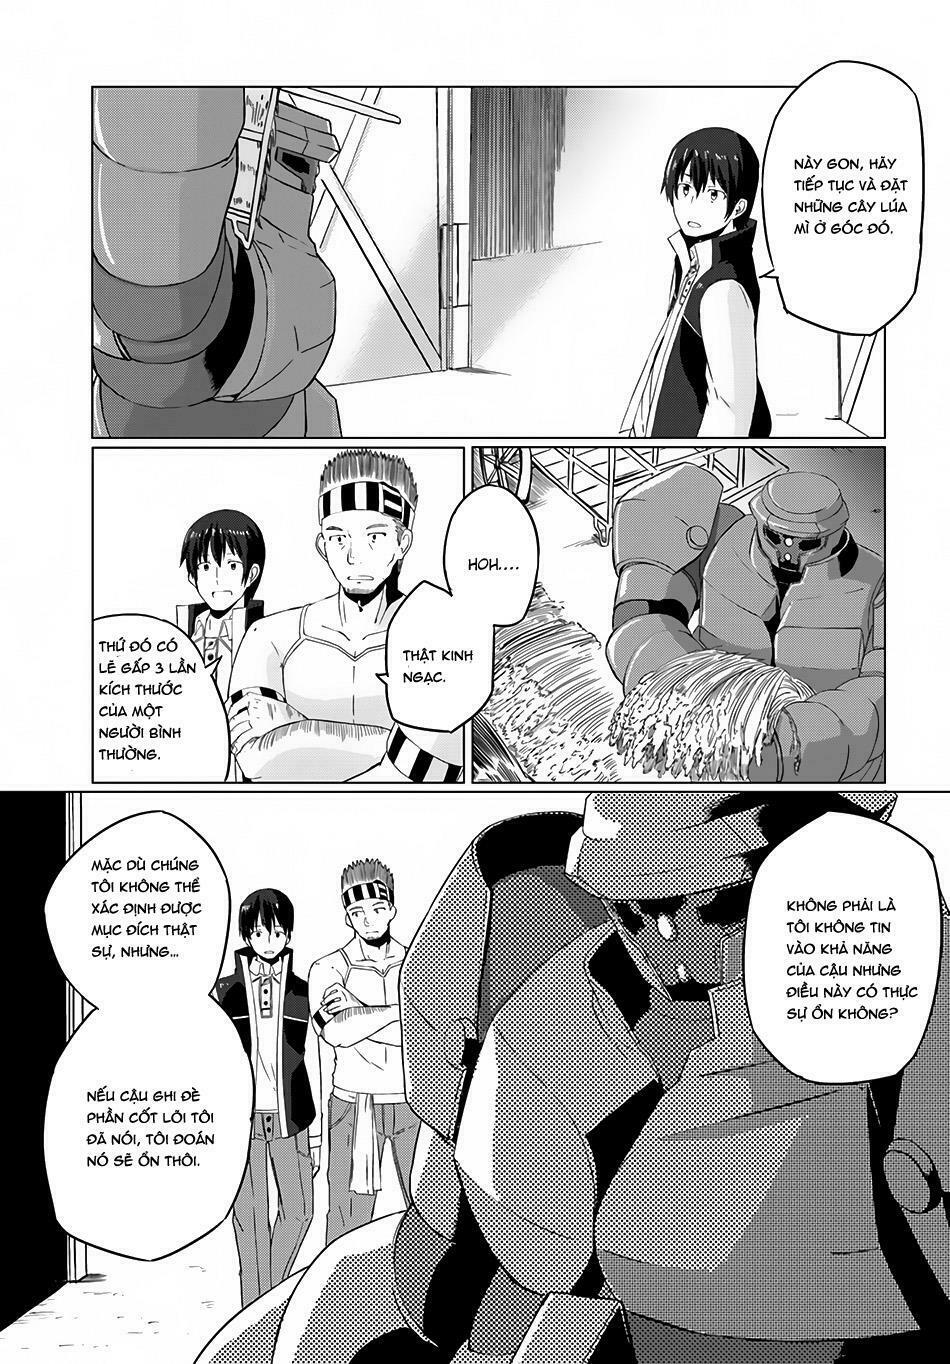 NÀY GON, HÃY
TIẾP TỤC VÀ ĐẶT
NHỮNG CÂY LÚA
MÌ Ở GÓC ĐÓ.
HOH....
THẬT KINH
NGẠC.
THỨ ĐÓ CÓ
LẼ GẤP 3 LẦN
KÍCH THƯỚC
CỦA MỘT
NGƯỜI BÌNH
THƯỜNG.
KHÔNG PHẢI LÀ
TÔI KHÔNG TIN
VÀO KHẢ NĂNG
CỦA CẬU NHƯNG
ĐIỀU NÀY CÓ THỰC
SỰ ỔN KHÔNG?
MẶC DÙ CHÚNG
TÔI KHÔNG THỂ
XÁC ĐỊNH ĐƯỢC
MỤC ĐÍCH THẬT
SỰ, NHƯNG...
NẾU CẬU GHI ĐÈ
PHẦN CỐT LÕI TÔI
ĐÃ NÓI, TÔI ĐOÁN
NÓ SẼ ỔN THÔI.